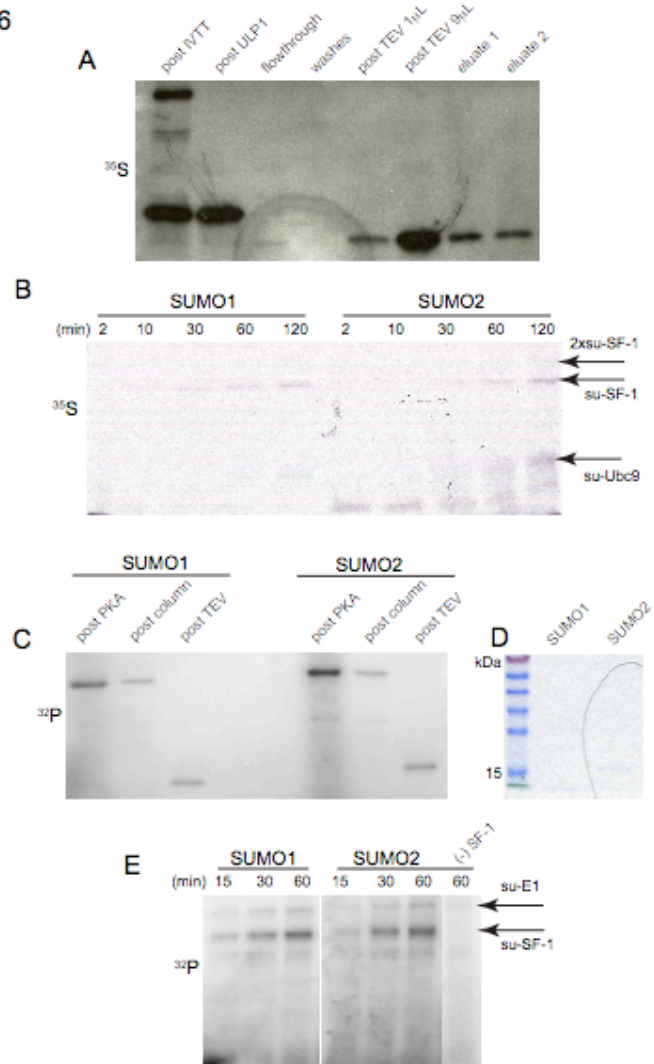 6
A
post IVTT post ULP1 flowthrough washes post TEV 1µL post TEV 9µL eluate 1 eluate 2
³⁵S
B
SUMO1 SUMO2
(min) 2 10 30 60 120 2 10 30 60 120
2xsu-SF-1
su-SF-1
³⁵S
su-Ubc9
SUMO1 SUMO2
post PKA post column post TEV post PKA post column post TEV
C
D
SUMO1 SUMO2
kDa
³²P
15
E
SUMO1 SUMO2 (-) SF-1
(min) 15 30 60 15 30 60 60
su-E1
su-SF-1
³²P